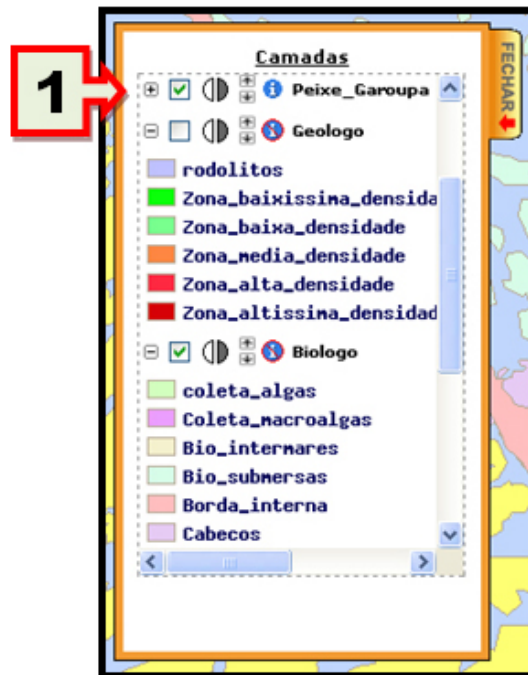 Camadas
1
Peixe_Garoupa
FECHAR
Geologo
rodolitos
Zona_baixissima_densida
Zona_baixa_densidade
Zona_media_densidade
Zona_alta_densidade
Zona_altissima_densidad
Biologo
coleta_algas
Coleta_macroalgas
Bio_intermares
Bio_submersas
Borda_interna
Cabecos